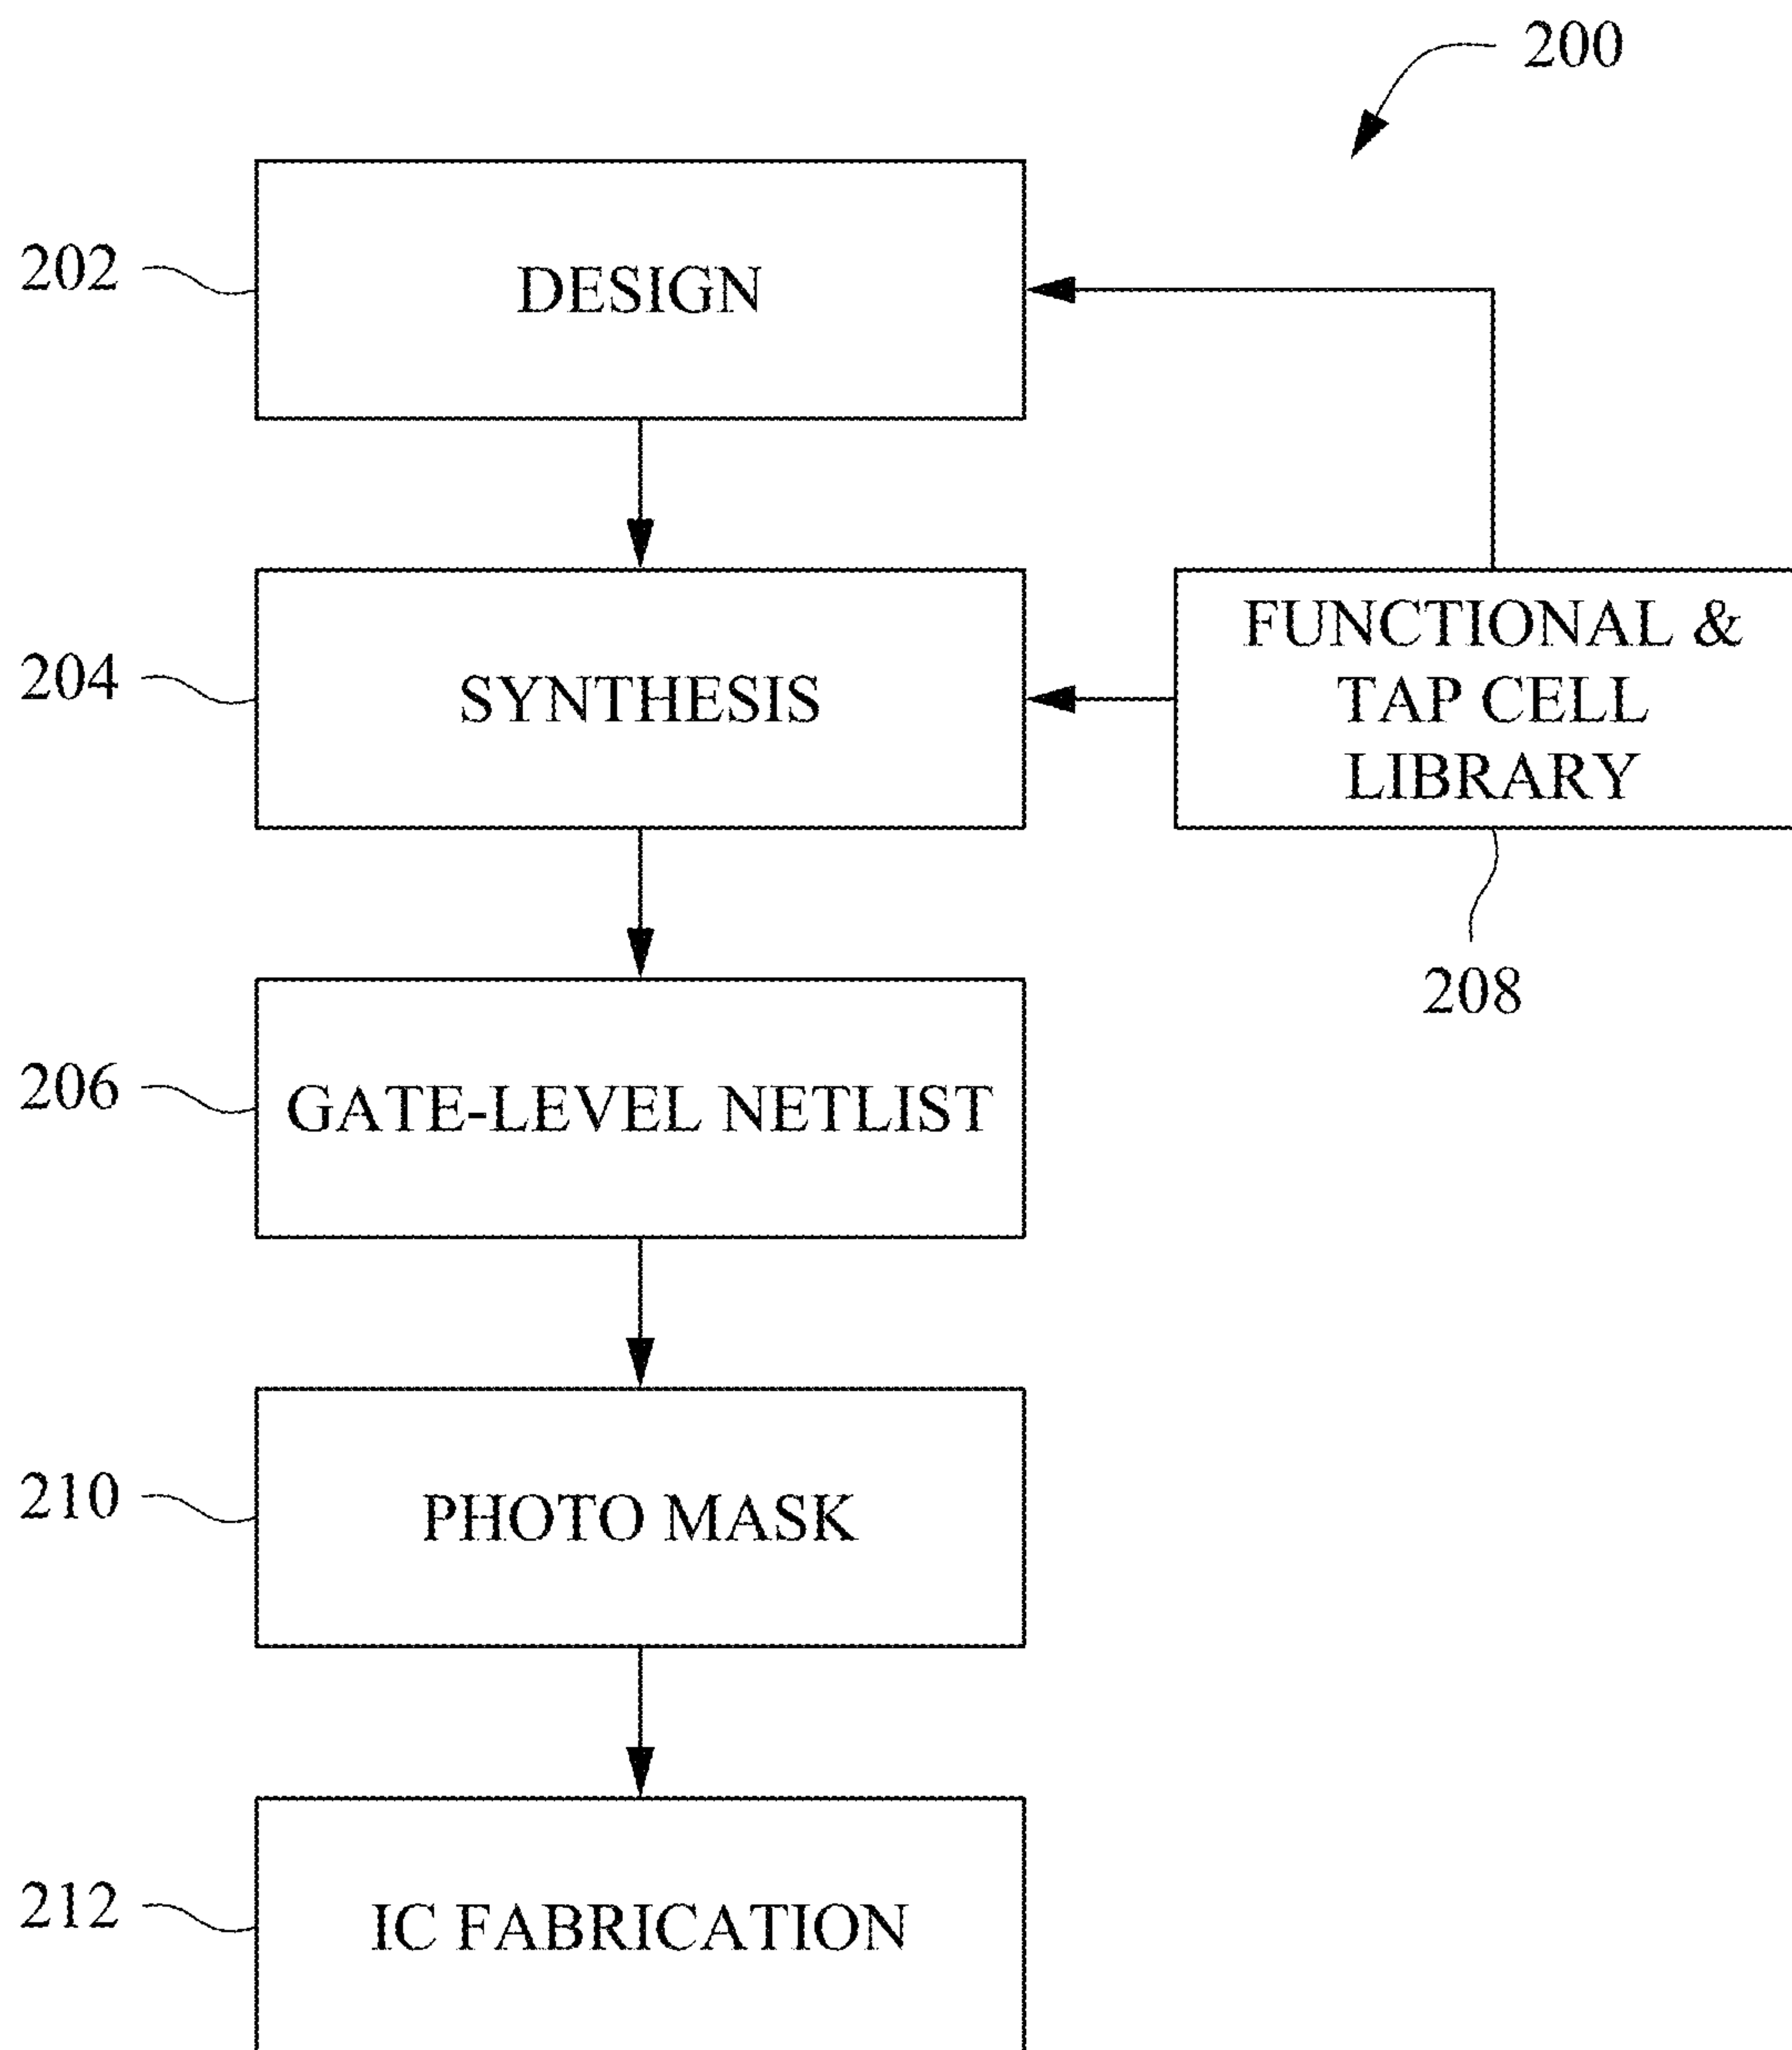 200
202
DESIGN
204
SYNTHESIS
FUNCTIONAL &
TAP CELL
LIBRARY
208
206
GATE-LEVEL NETLIST
210
PHOTO MASK
212
IC FABRICATION